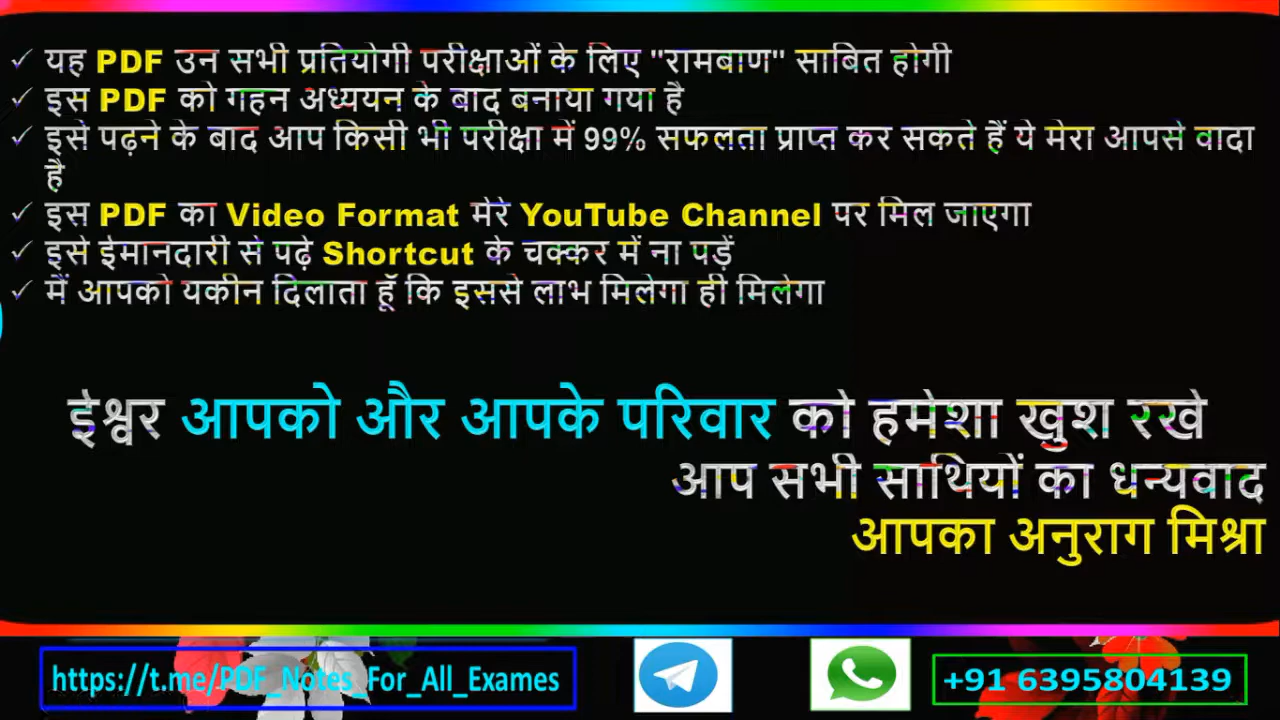 यह PDF उन सभी प्रतियोगी परीक्षाओं के लिए "रामबाण" साबित होगी
इस PDF को गहन अध्ययन के बाद बनाया गया है
इसे पढ़ने के बाद आप किसी भी परीक्षा में 99% सफलता प्राप्त कर सकते हैं ये मेरा आपसे वादा
है
इस PDF का Video Format मेरे YouTube Channel पर मिल जाएगा
इसे ईमानदारी से पढ़े Shortcut के चक्कर में ना पड़ें
मैं आपको यकीन दिलाता हूॅं कि इससे लाभ मिलेगा ही मिलेगा
ईश्वर आपको और आपके परिवार को हमेशा खुश रखे
आप सभी साथियों का धन्यवाद
आपका अनुराग मिश्रा
https://t.me/PDF_Notes_For_All_Exames
+91 6395804139